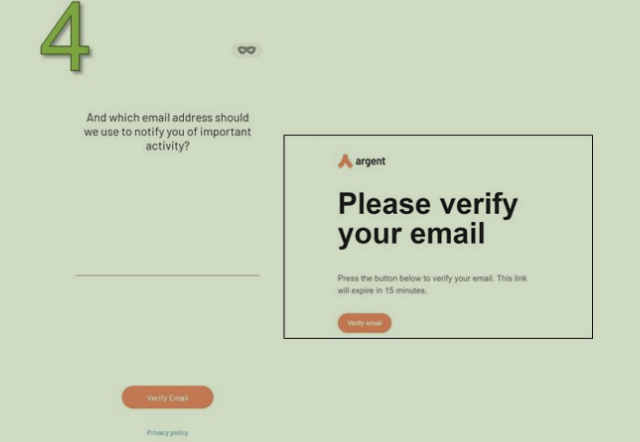 4
And which email address should
we use to notify you of important
activity?
Verify Email
Privacy policy
argent
Please verify
your email
Press the button below to verify your email. This link
will expire in 15 minutes.
Verify email